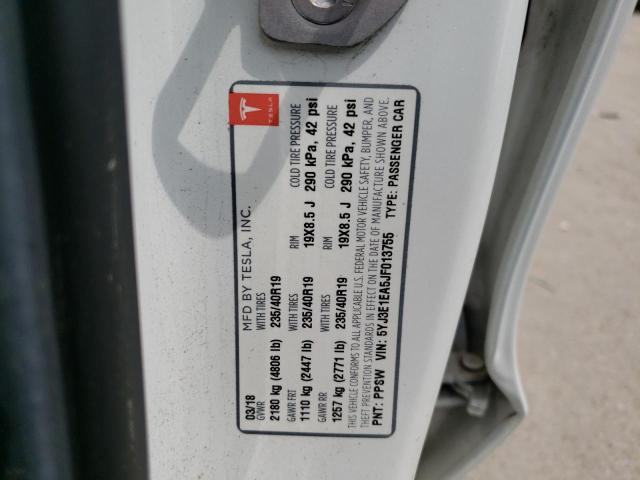 TESLA
MFD BY TESLA, INC.
03/18
GVWR WITH TIRES RIM COLD TIRE PRESSURE
2180 kg (4806 lb) 235/40R19 19X8.5 J 290 kPa, 42 psi
GAWR FRT WITH TIRES RIM COLD TIRE PRESSURE
1110 kg (2447 lb) 235/40R19 19X8.5 J 290 kPa, 42 psi
GAWR RR
1257 kg (2771 lb) 235/40R19
THIS VEHICLE CONFORMS TO ALL APPLICABLE U.S. FEDERAL MOTOR VEHICLE SAFETY, BUMPER, AND
THEFT PREVENTION STANDARDS IN EFFECT ON THE DATE OF MANUFACTURE SHOWN ABOVE.
PNT: PPSW VIN: 5YJ3E1EA5JF013755 TYPE: PASSENGER CAR